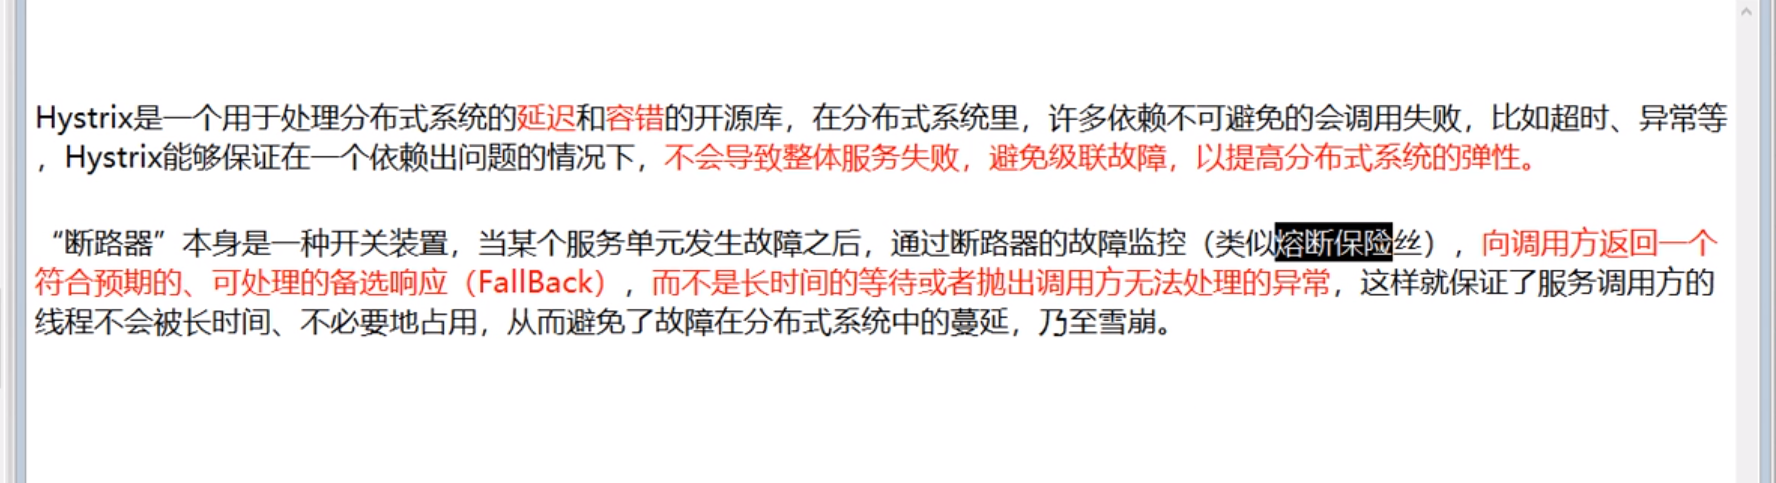 Hystrix是一个用于处理分布式系统的延迟和容错的开源库，在分布式系统里，许多依赖不可避免的会调用失败，比如超时、异常等
，Hystrix能够保证在一个依赖出问题的情况下，不会导致整体服务失败，避免级联故障，以提高分布式系统的弹性。
“断路器”本身是一种开关装置，当某个服务单元发生故障之后，通过断路器的故障监控（类似熔断保险丝），向调用方返回一个
符合预期的、可处理的备选响应（FallBack），而不是长时间的等待或者抛出调用方无法处理的异常，这样就保证了服务调用方的
线程不会被长时间、不必要地占用，从而避免了故障在分布式系统中的蔓延，乃至雪崩。